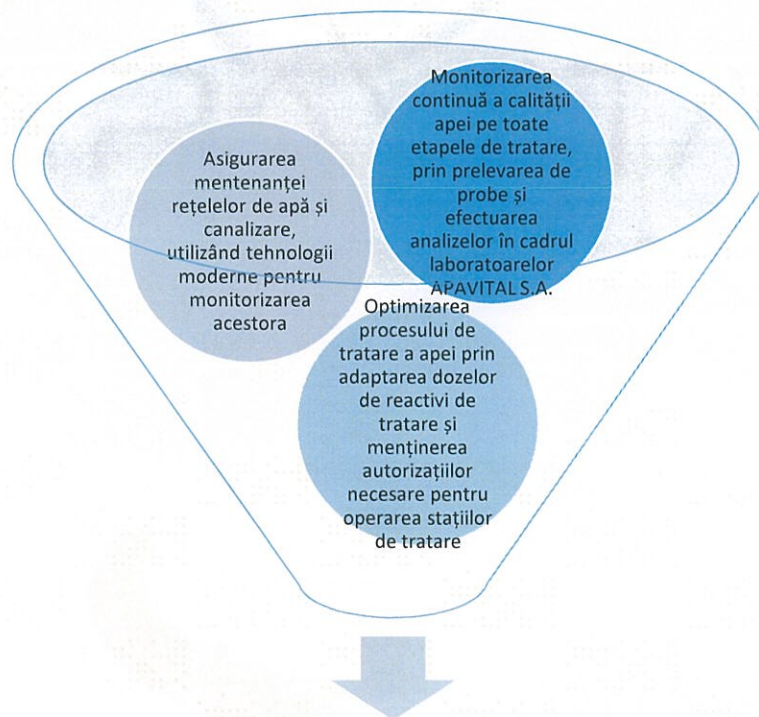 Asigurarea
mentenanței
rețelelor de apă și
canalizare,
utilizând tehnologii
moderne pentru
monitorizarea
acestora
Monitorizarea
continuă a calității
apei pe toate
etapele de tratare,
prin prelevarea de
probe și
efectuarea
analizelor în cadrul
laboratoarelor
APAVITAL S.A.
Optimizarea
procesului de
tratare a apei prin
adaptarea dozelor
de reactivi de
tratare și
menținerea
autorizațiilor
necesare pentru
operarea stațiilor
de tratare